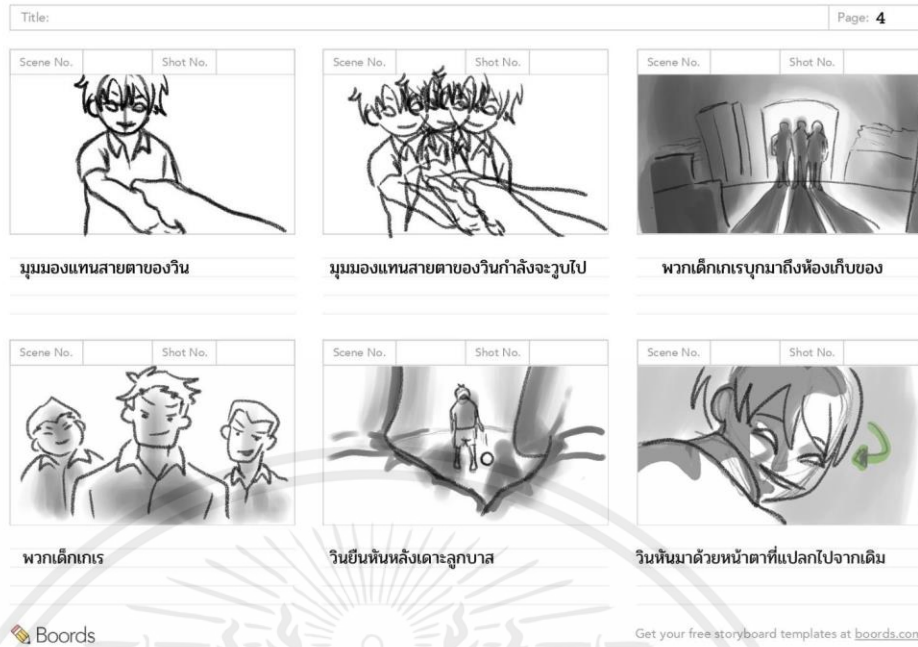 Title:
Page: 4
Scene No. Shot No.
Scene No. Shot No.
Scene No. Shot No.
มุมมองแทนสายตาของวิน
มุมมองแทนสายตาของวินกำลังจะวูบไป
พวกเด็กเกเรบุกมาถึงห้องเก็บของ
Scene No. Shot No.
Scene No. Shot No.
Scene No. Shot No.
พวกเด็กเกเร
วินยืนหันหลังเดาะลูกบาส
วินหันมาด้วยหน้าตาที่แปลกไปจากเดิม
Boords
Get your free storyboard templates at boords.com